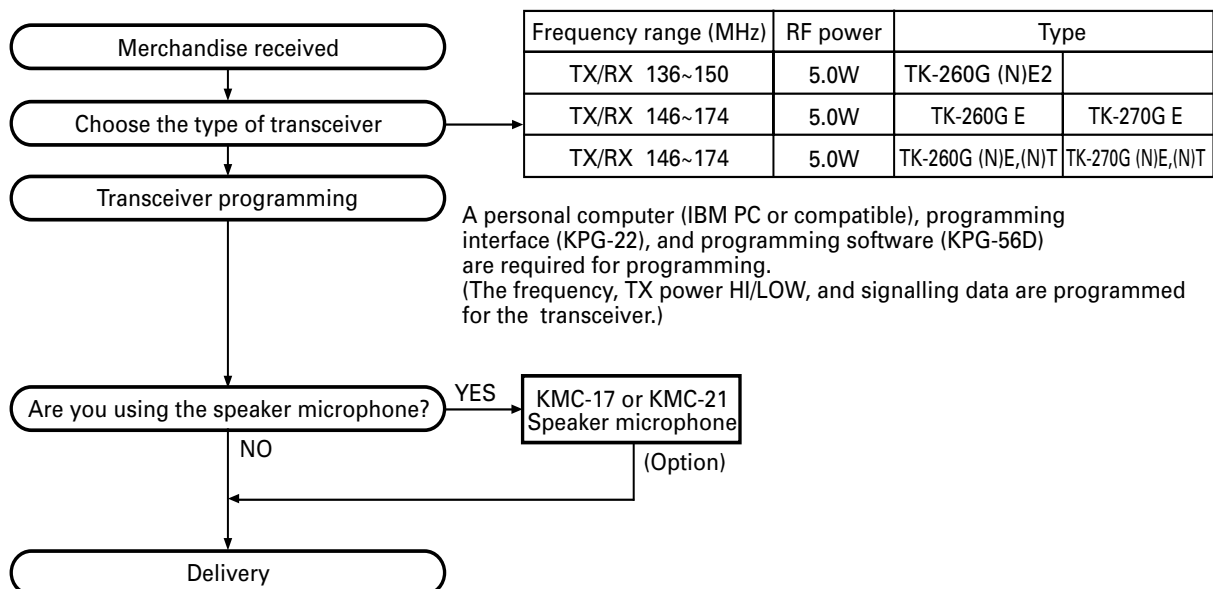 Merchandise received
Choose the type of transceiver
Frequency range (MHz) RF power Type
TX/RX 136~150 5.0W TK-260G (N)E2
TX/RX 146~174 5.0W TK-260G E TK-270G E
TX/RX 146~174 5.0W TK-260G (N)E,(N)T TK-270G (N)E,(N)T
Transceiver programming
A personal computer (IBM PC or compatible), programming
interface (KPG-22), and programming software (KPG-56D)
are required for programming.
(The frequency, TX power HI/LOW, and signalling data are programmed
for the transceiver.)
Are you using the speaker microphone?
YES
KMC-17 or KMC-21
Speaker microphone
NO
(Option)
Delivery